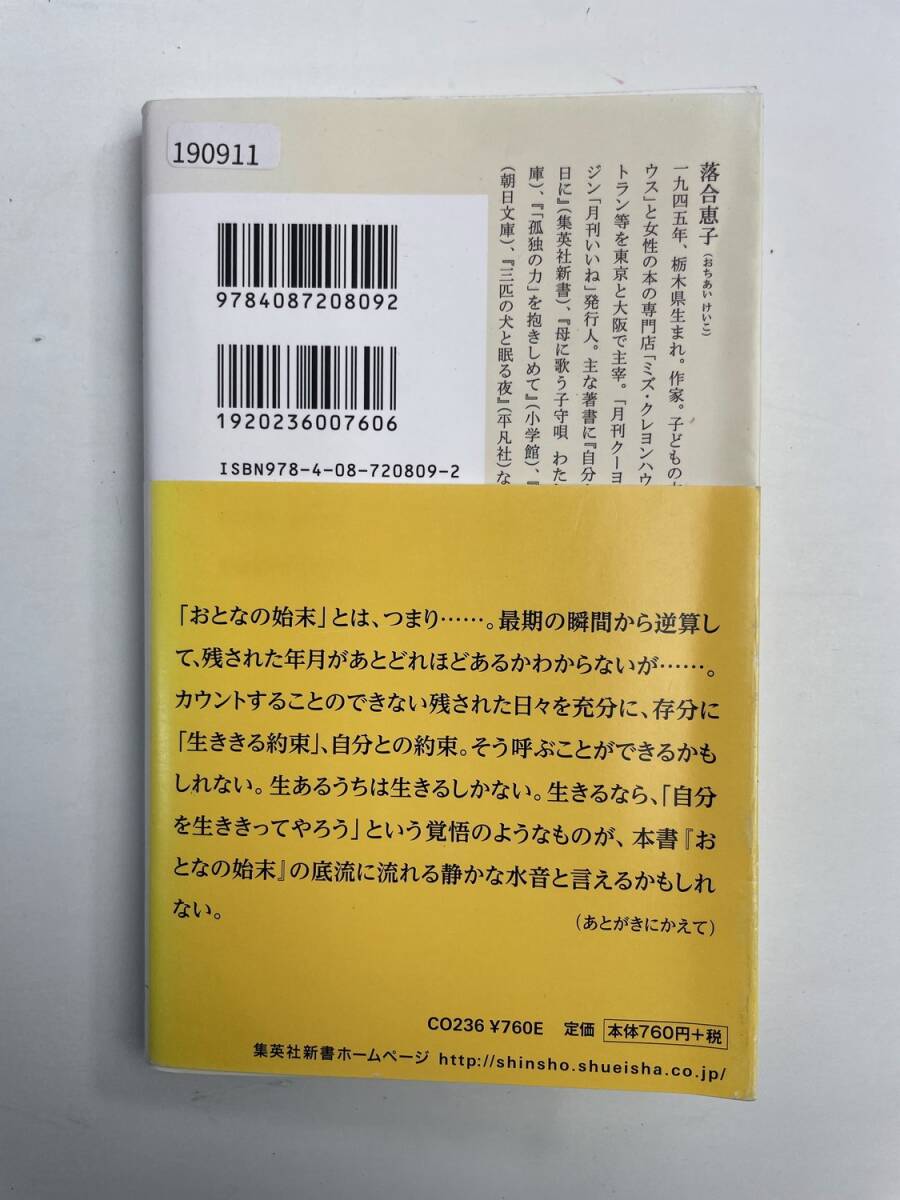 190911
9784087208092
1920236007606
ISBN978-4-08-720809-2
落合恵子(おちあい けいこ)
一九四五年、栃木県生まれ。作家。子どもの
ウス」と女性の本の専門店「ミズ・クレヨンハウ
トラン等を東京と大阪で主宰。「月刊クーヨ
ジン「月刊いいね」発行人。主な著書に『自分
日に』(集英社新書)、『母に歌う子守唄 わた
庫)、『「孤独の力」を抱きしめて』(小学館)、『
(朝日文庫)、『三匹の犬と眠る夜』(平凡社)な
「おとなの始末」とは、つまり……。最期の瞬間から逆算し
て、残された年月があとどれほどあるかわからないが……。
カウントすることのできない残された日々を充分に、存分に
「生ききる約束」、自分との約束。そう呼ぶことができるかも
しれない。生あるうちは生きるしかない。生きるなら、「自分
を生ききってやろう」という覚悟のようなものが、本書『お
となの始末』の底流に流れる静かな水音と言えるかもしれ
ない。
(あとがきにかえて)
CO236 ¥760E 定価 本体760円+税
集英社新書ホームページ http://shinsho.shueisha.co.jp/